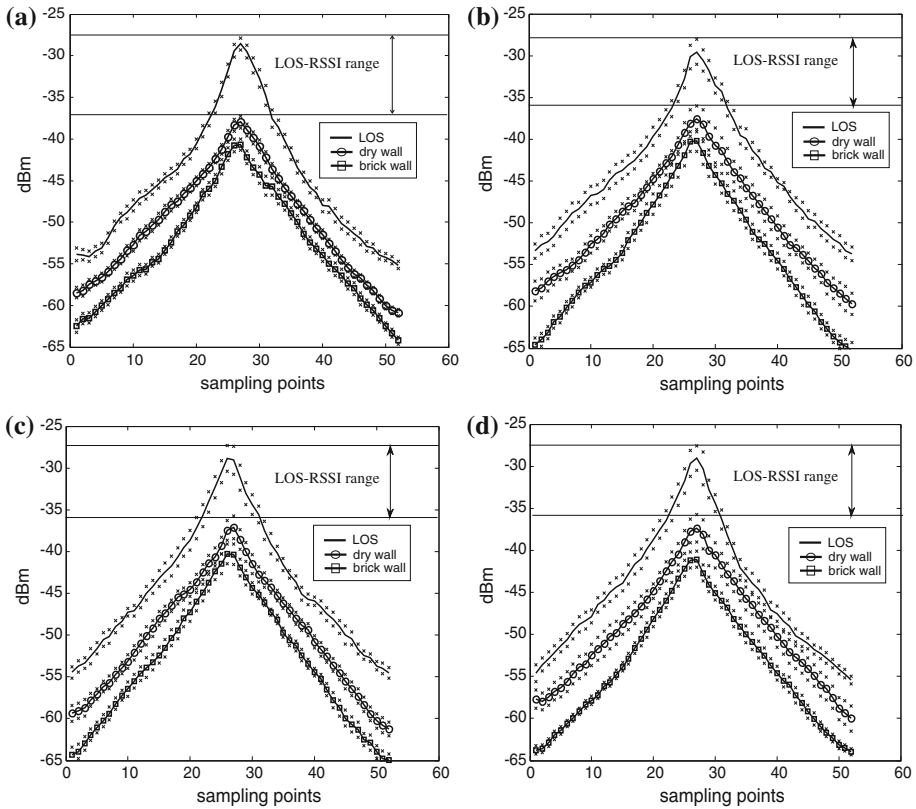 (a)
-25
-30
-35
-40
-45
-50
-55
-60
-65
dBm
LOS-RSSI range
LOS
dry wall
brick wall
0 10 20 30 40 50 60
sampling points
(b)
-25
-30
-35
-40
-45
-50
-55
-60
-65
dBm
LOS-RSSI range
LOS
dry wall
brick wall
0 10 20 30 40 50 60
sampling points
(c)
-25
-30
-35
-40
-45
-50
-55
-60
-65
dBm
LOS-RSSI range
LOS
dry wall
brick wall
0 10 20 30 40 50 60
sampling points
(d)
-25
-30
-35
-40
-45
-50
-55
-60
-65
dBm
LOS-RSSI range
LOS
dry wall
brick wall
0 10 20 30 40 50 60
sampling points